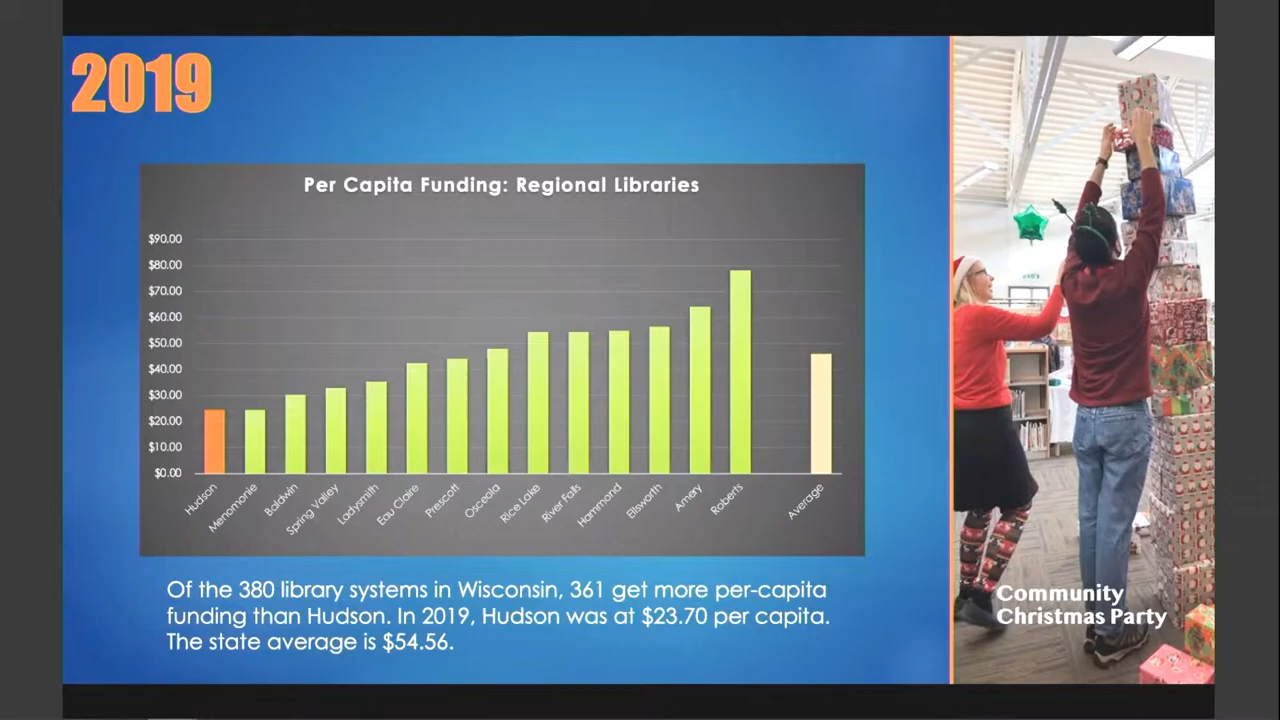 2019
Per Capita Funding: Regional Libraries
$90.00
$80.00
$70.00
$60.00
$50.00
$40.00
$30.00
$20.00
$10.00
$0.00
Hudson
Menomonie
Baldwin
Spring Valley
Ladysmith
Eau Claire
Prescott
Osceola
Rice Lake
River Falls
Hammond
Ellsworth
Amery
Roberts
Average
Of the 380 library systems in Wisconsin, 361 get more per-capita
funding than Hudson. In 2019, Hudson was at $23.70 per capita.
The state average is $54.56.
Community
Christmas Party